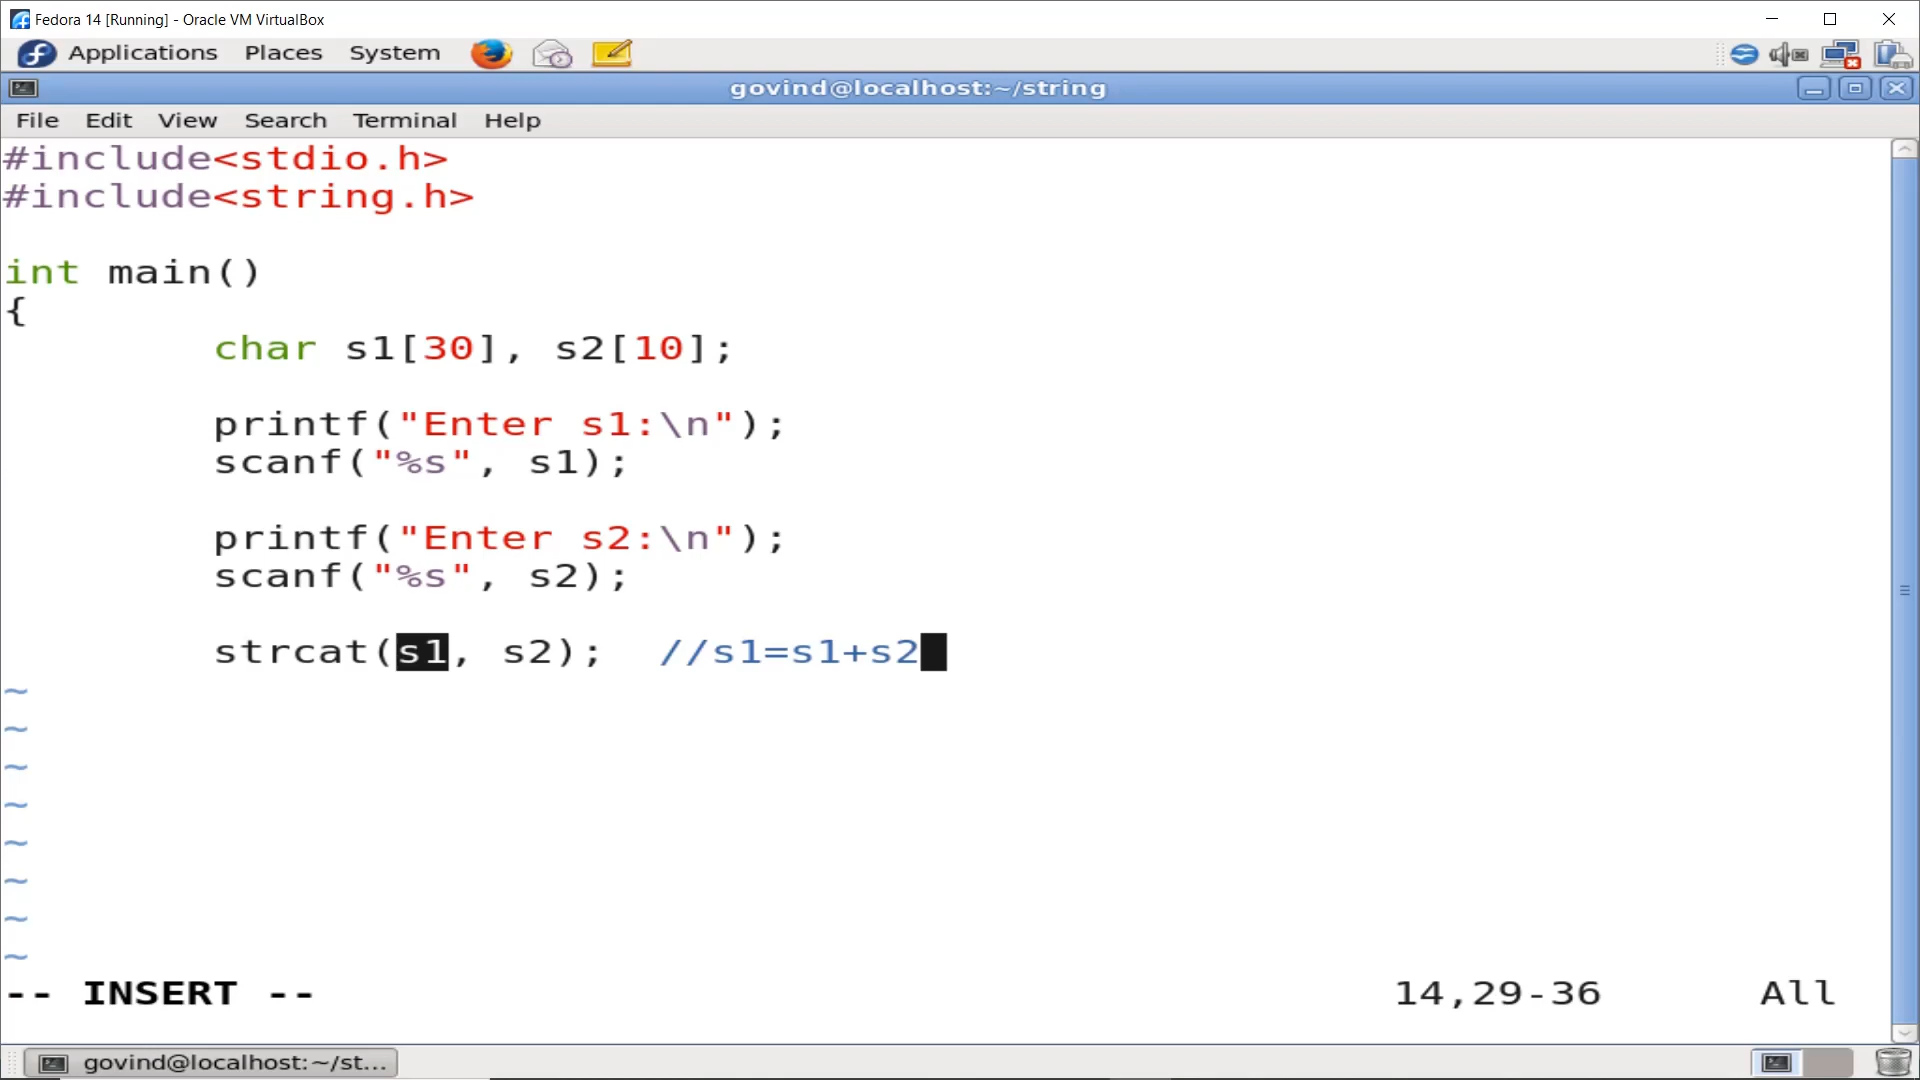 Fedora 14 [Running] - Oracle VM VirtualBox
Applications Places System
govind@localhost:~/string
File Edit View Search Terminal Help
#include<stdio.h>
#include<string.h>
int main()
{
char s1[30], s2[10];
printf("Enter s1:\n");
scanf("%s", s1);
printf("Enter s2:\n");
scanf("%s", s2);
strcat(s1, s2); //s1=s1+s2
~
~
~
~
~
~
~
~
-- INSERT -- 14,29-36 All
govind@localhost:~/st...